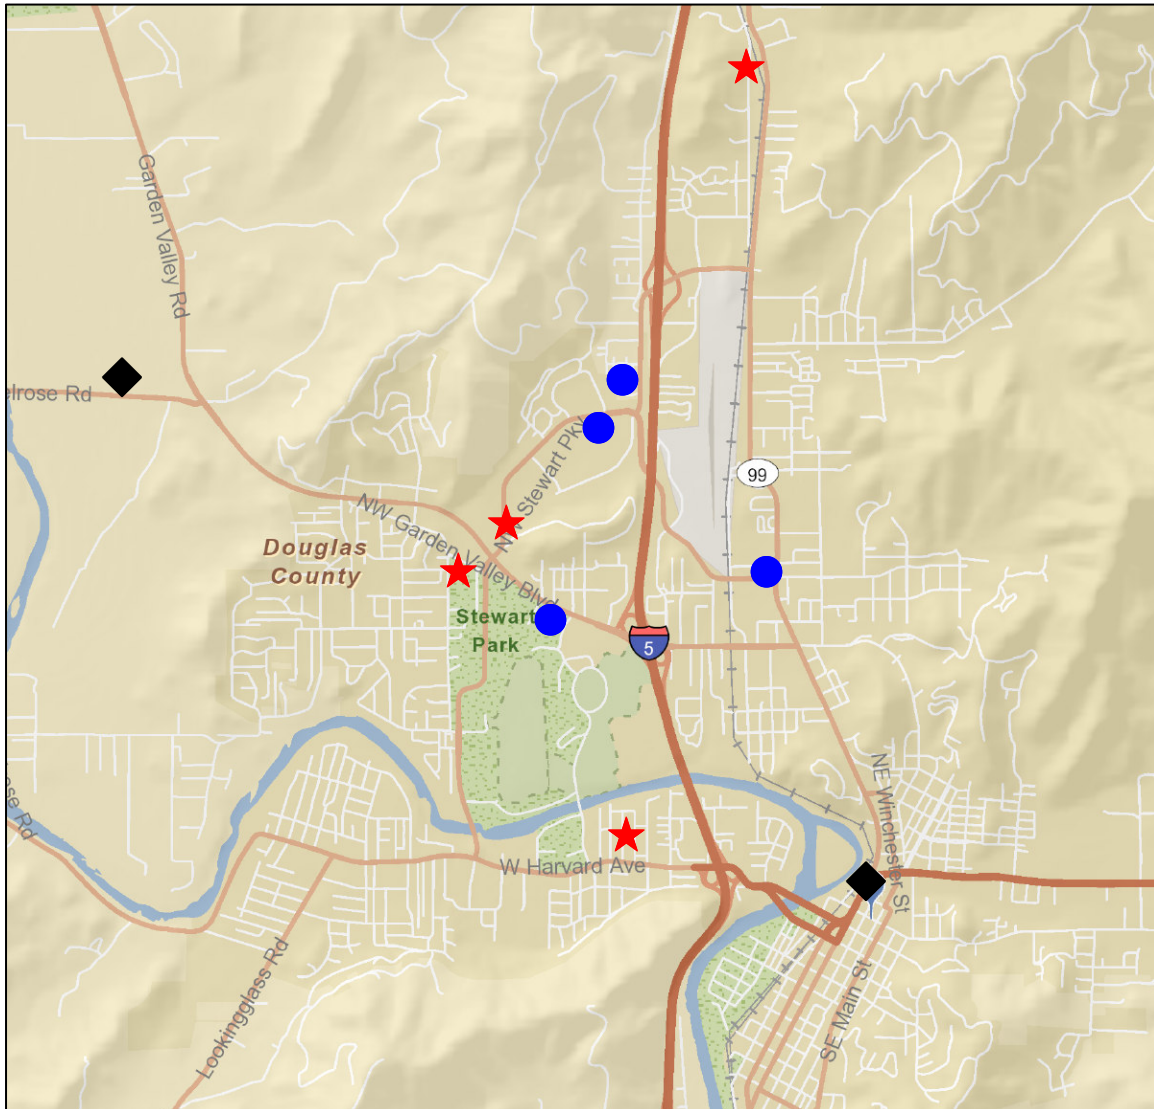 Garden Valley Rd
elrose Rd
NW Stewart Pky
99
NW Garden Valley Blvd
Douglas
County
Stewart
Park
5
NE Winchester St
ose Rd
W Harvard Ave
Lookingglass Rd
SE Main St